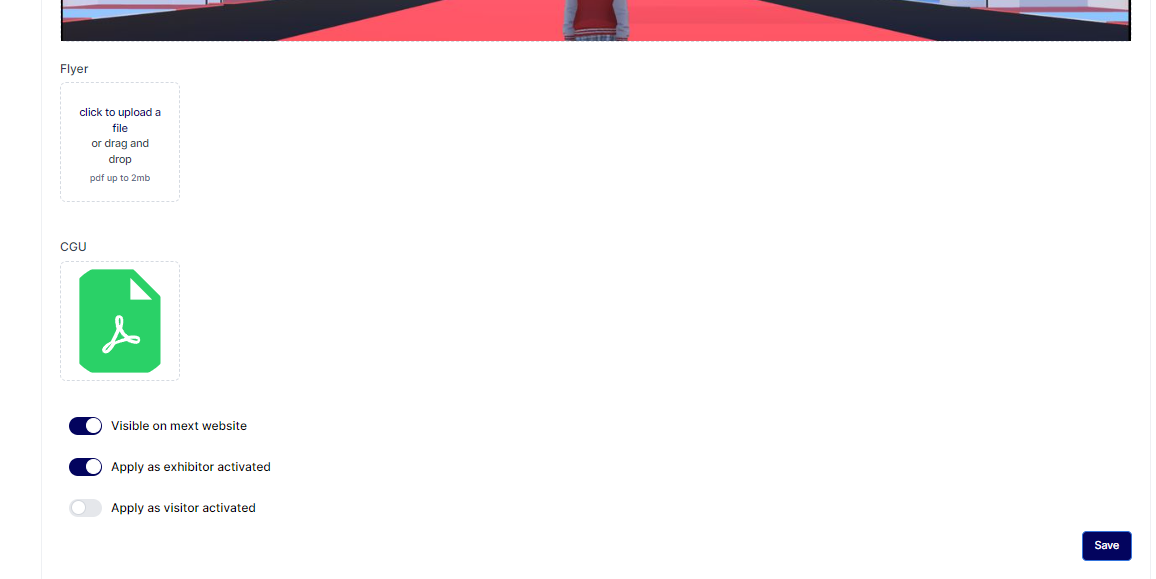 Flyer
click to upload a
file
or drag and
drop
pdf up to 2mb
CGU
Visible on mext website
Apply as exhibitor activated
Apply as visitor activated
Save